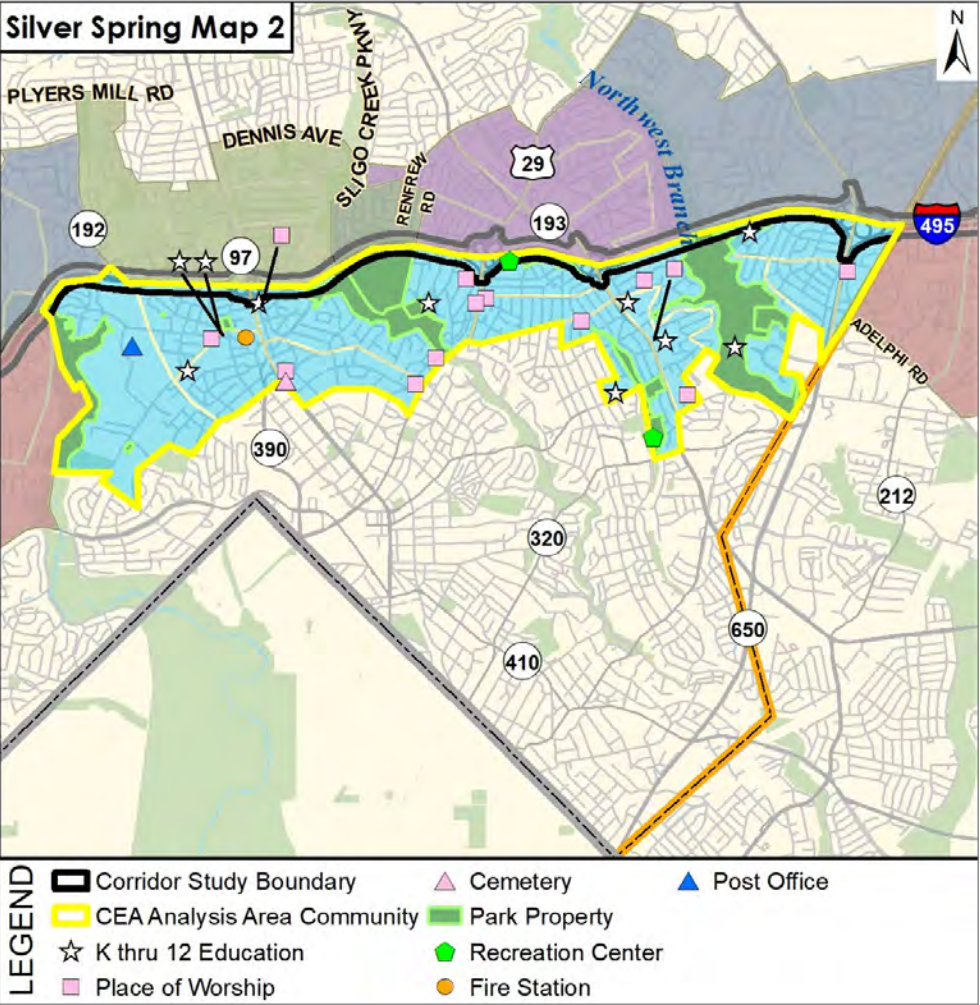 Silver Spring Map 2
N
PLYERS MILL RD
DENNIS AVE
SLIGO CREEK PKWY
RENFREW
RD
Northwest Branch
29
193
192
97
495
ADELPHI RD
390
212
320
650
410
LEGEND
Corridor Study Boundary
CEA Analysis Area Community
K thru 12 Education
Place of Worship
Cemetery
Park Property
Recreation Center
Fire Station
Post Office